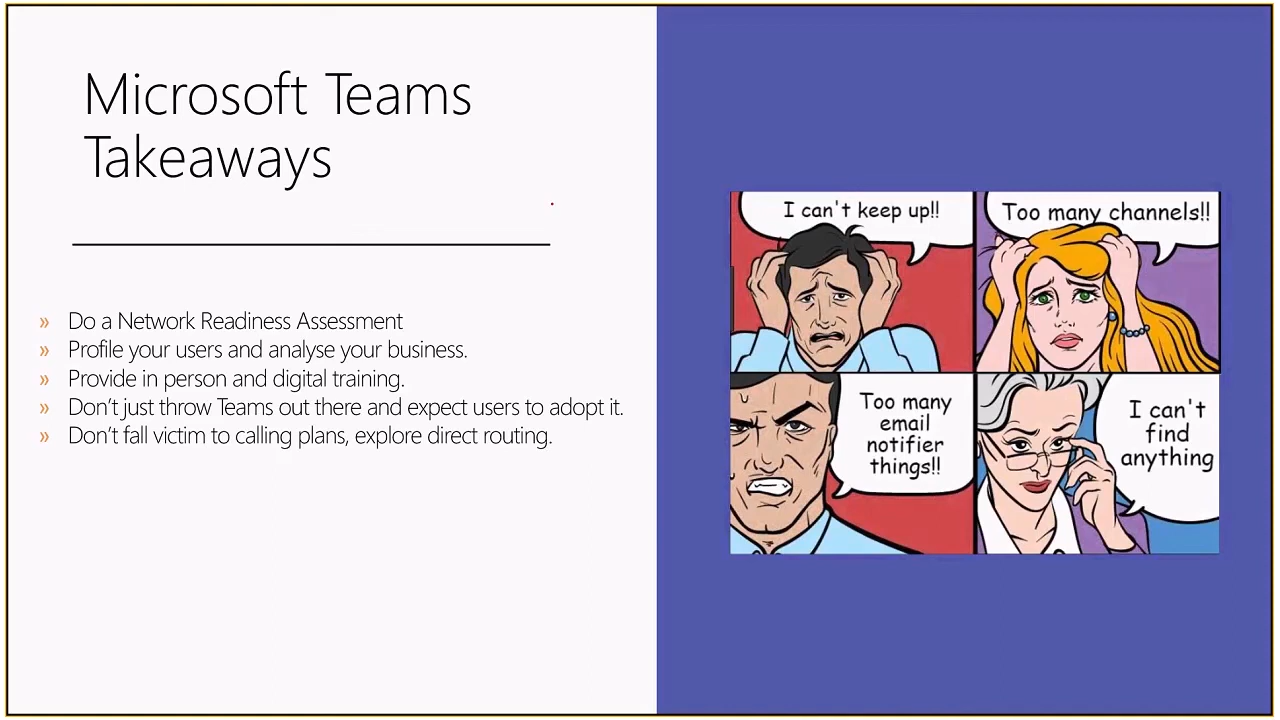 Microsoft Teams
Takeaways
» Do a Network Readiness Assessment
» Profile your users and analyse your business.
» Provide in person and digital training.
» Don’t just throw Teams out there and expect users to adopt it.
» Don’t fall victim to calling plans, explore direct routing.
I can't keep up!!
Too many channels!!
Too many
email
notifier
things!!
I can't
find
anything